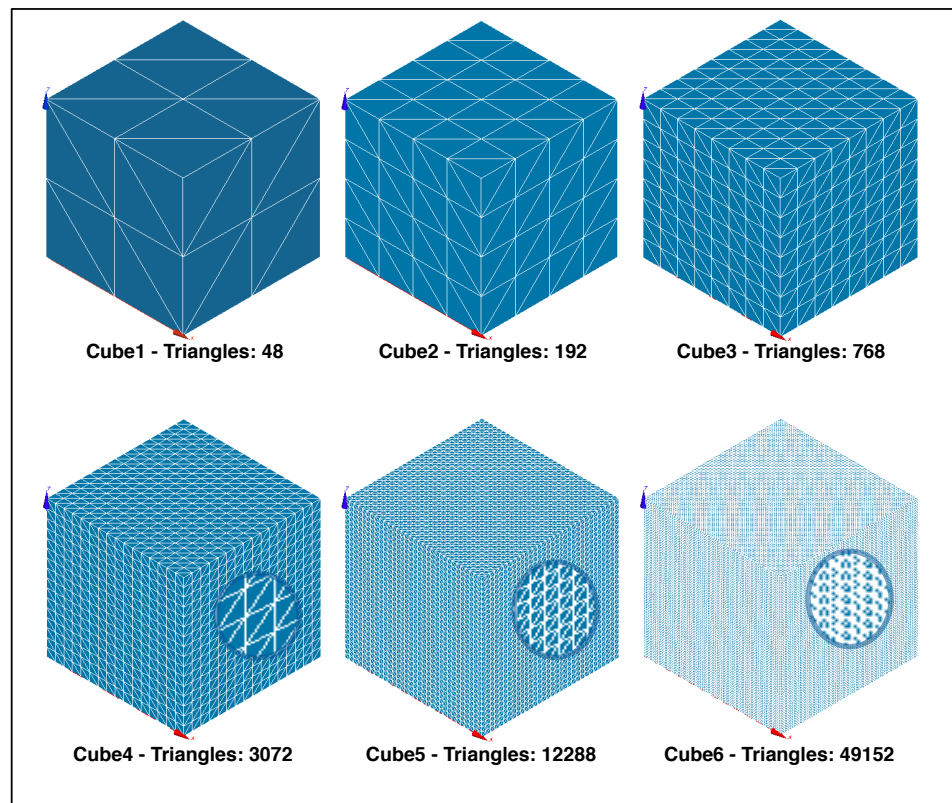 Z
Z
Z
X
X
X
Cube1 - Triangles: 48
Cube2 - Triangles: 192
Cube3 - Triangles: 768
Z
Z
Z
X
X
X
Cube4 - Triangles: 3072
Cube5 - Triangles: 12288
Cube6 - Triangles: 49152